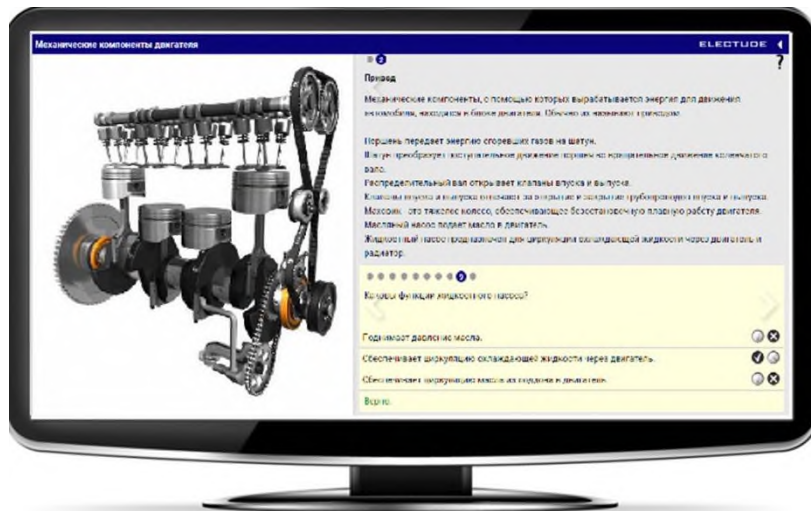 Механические компоненты двигателя
ELECTUDE
?
2
Привод
Механические компоненты, с помощью которых вырабатывается энергия для движения
автомобиля, находятся в блоке двигателя. Обычно их называют приводом.
Поршень передает энергию сгоревших газов на шатун.
Шатун преобразует поступательное движение поршня во вращательное движение коленчатого
вала.
Распределительный вал открывает клапаны впуска и выпуска.
Клапаны впуска и выпуска отвечают за открытие и закрытие трубопроводов впуска и выпуска.
Маховик - это тяжелое колесо, обеспечивающее безостановочную плавную работу двигателя.
Масляный насос подает масло в двигатель.
Жидкостный насос предназначен для циркуляции охлаждающей жидкости через двигатель и
радиатор.
9
Каковы функции жидкостного насоса?
Поднимает давление масла.
Обеспечивает циркуляцию охлаждающей жидкости через двигатель.
Обеспечивает циркуляцию масла из поддона в двигатель.
Верно.